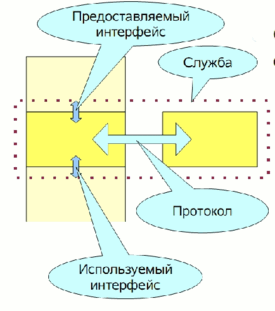 Предоставляемый
интерфейс
Служба
Протокол
Используемый
интерфейс